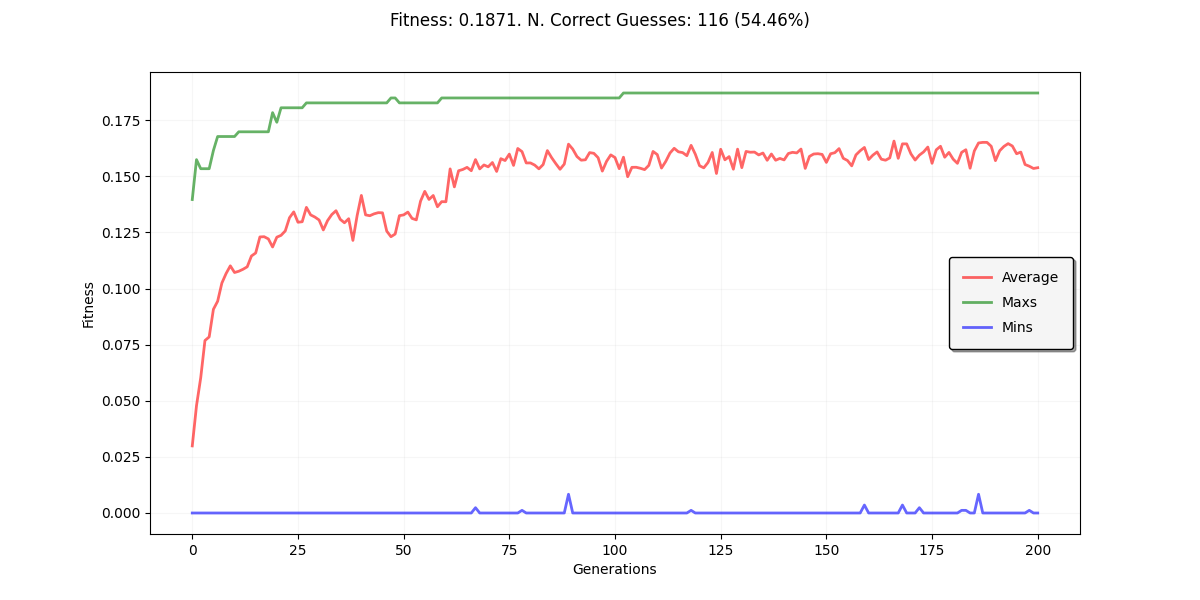 Fitness: 0.1871. N. Correct Guesses: 116 (54.46%)
0.175
0.150
0.125
0.100
0.075
0.050
0.025
0.000
Fitness
Average
Maxs
Mins
0 25 50 75 100 125 150 175 200
Generations